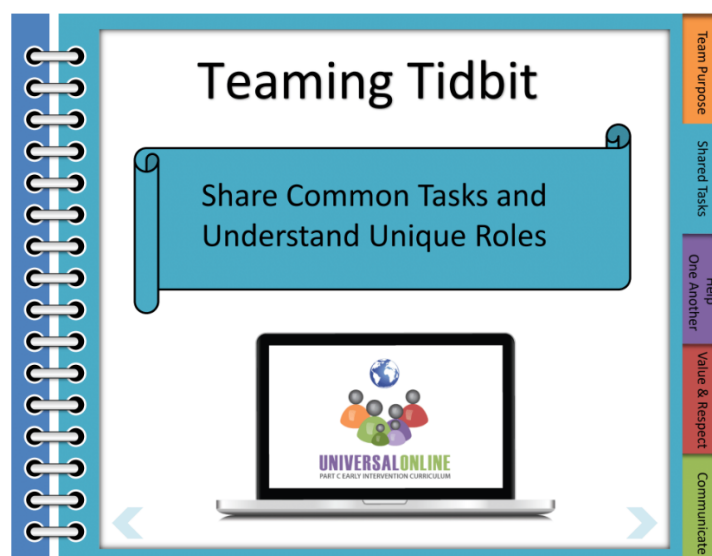 Teaming Tidbit
Share Common Tasks and
Understand Unique Roles
UNIVERSALONLINE
PART C EARLY INTERVENTION CURRICULUM
Team Purpose
Shared Tasks
Help
One Another
Value & Respect
Communicate